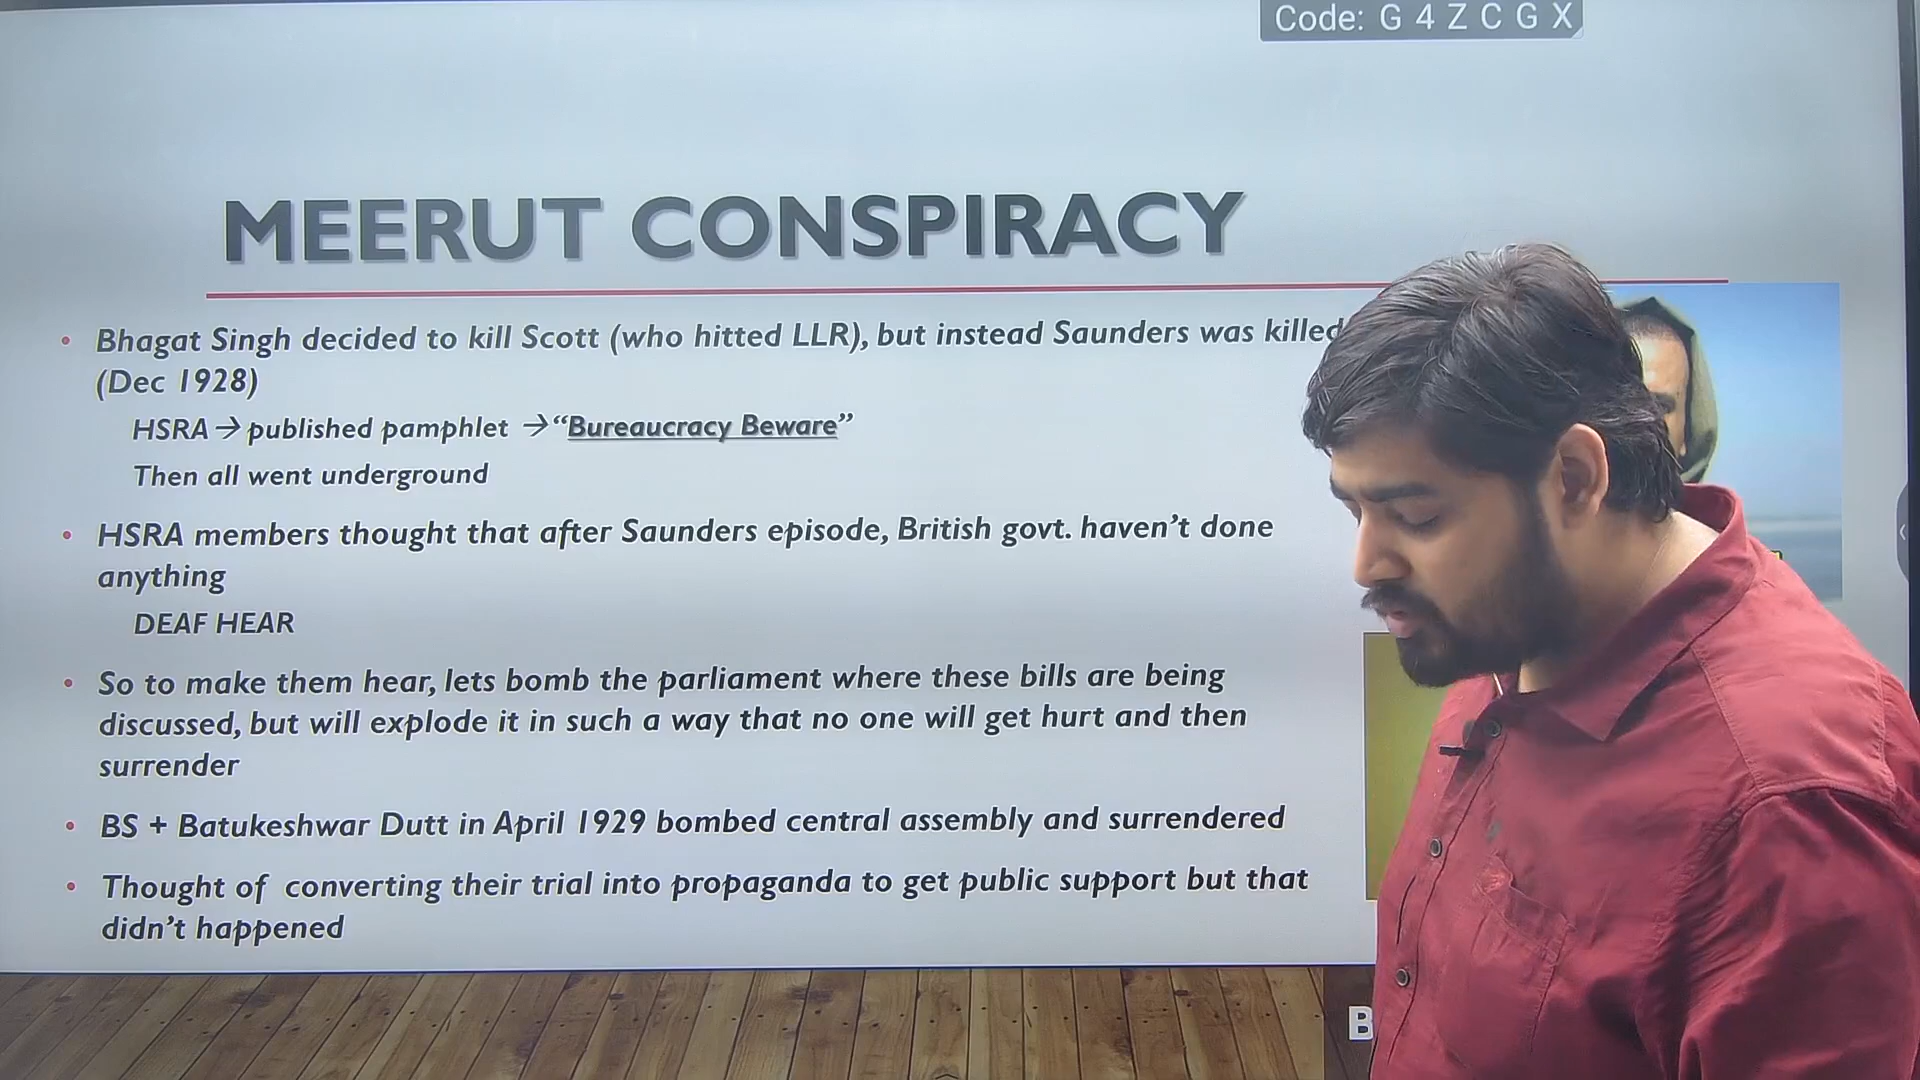 Code: G 4 Z C G X
MEERUT CONSPIRACY
• Bhagat Singh decided to kill Scott (who hitted LLR), but instead Saunders was killed
(Dec 1928)
HSRA → published pamphlet → “Bureaucracy Beware”
Then all went underground
• HSRA members thought that after Saunders episode, British govt. haven’t done
anything
DEAF HEAR
• So to make them hear, lets bomb the parliament where these bills are being
discussed, but will explode it in such a way that no one will get hurt and then
surrender
• BS + Batukeshwar Dutt in April 1929 bombed central assembly and surrendered
• Thought of converting their trial into propaganda to get public support but that
didn’t happened